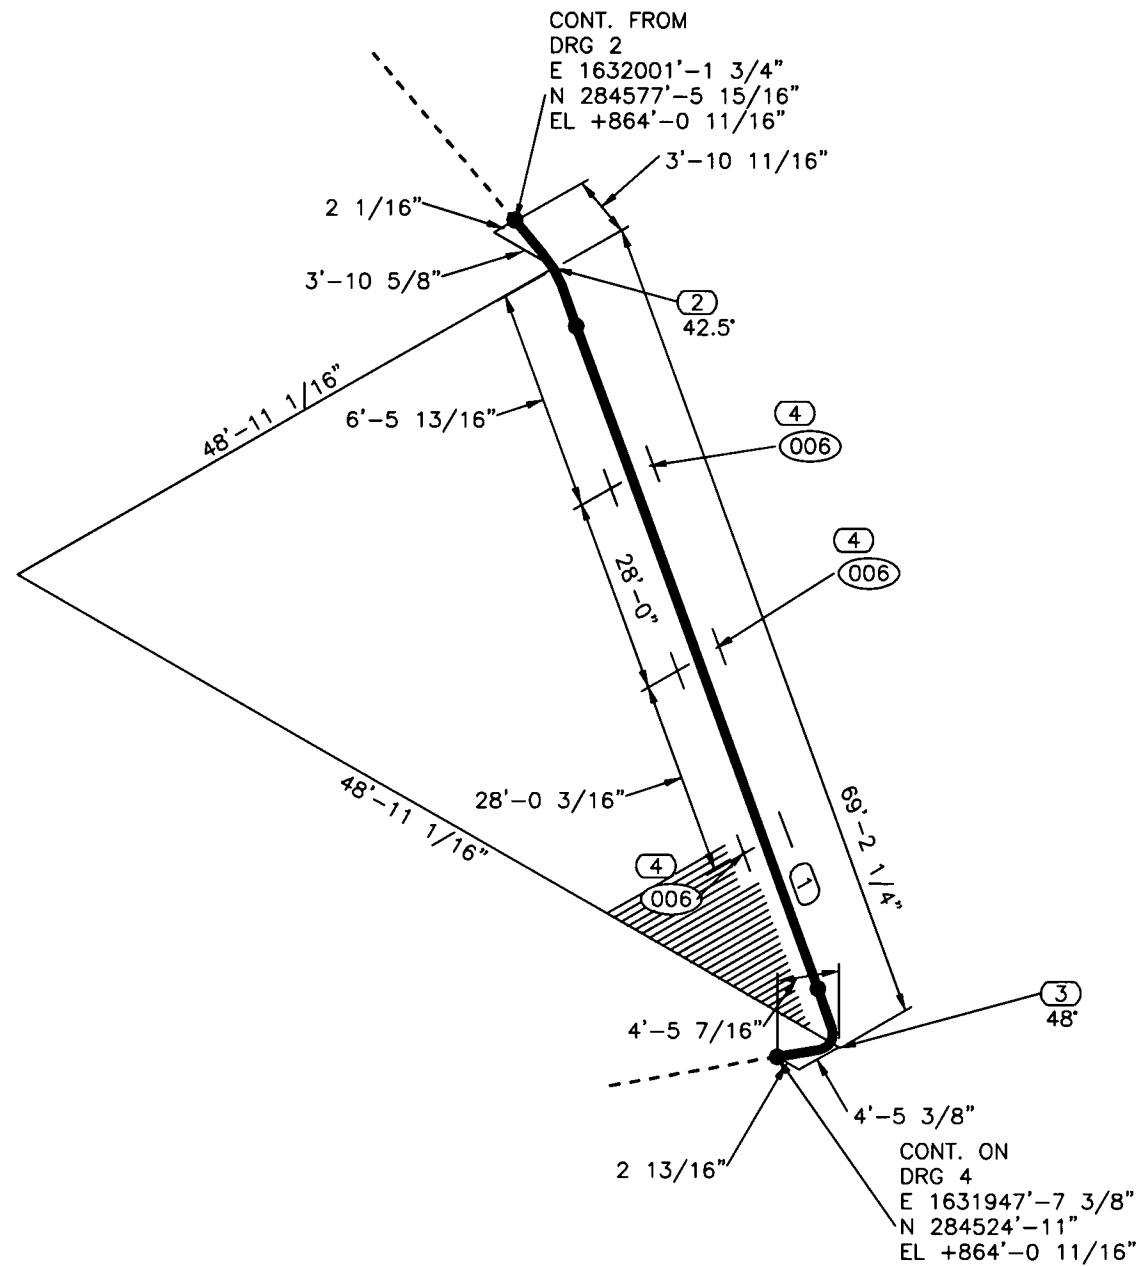 CONT. FROM
DRG 2
E 1632001'-1 3/4"
N 284577'-5 15/16"
EL +864'-0 11/16"
3'-10 11/16"
2 1/16"
3'-10 5/8"
2
42.5°
48'-11 1/16"
6'-5 13/16"
4
006
4
006
28'-0"
48'-11 1/16"
28'-0 3/16"
69'-2 1/4"
4
006
1
3
48°
4'-5 7/16"
4'-5 3/8"
2 13/16"
CONT. ON
DRG 4
E 1631947'-7 3/8"
N 284524'-11"
EL +864'-0 11/16"